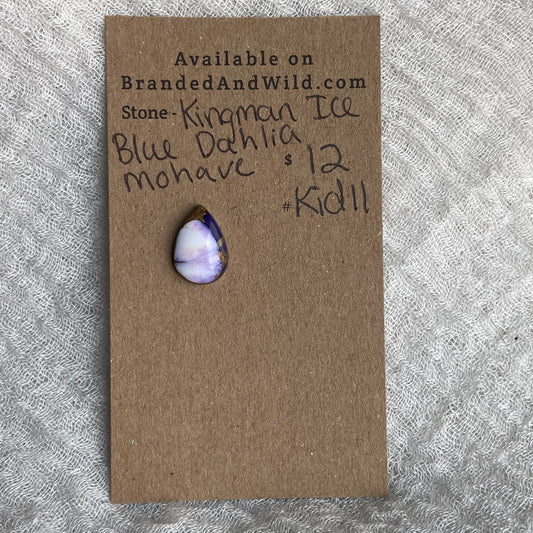 Available on
BrandedAndWild.com
Stone- Kingman Ice
Blue Dahlia
mohave $ 12
#Kid11